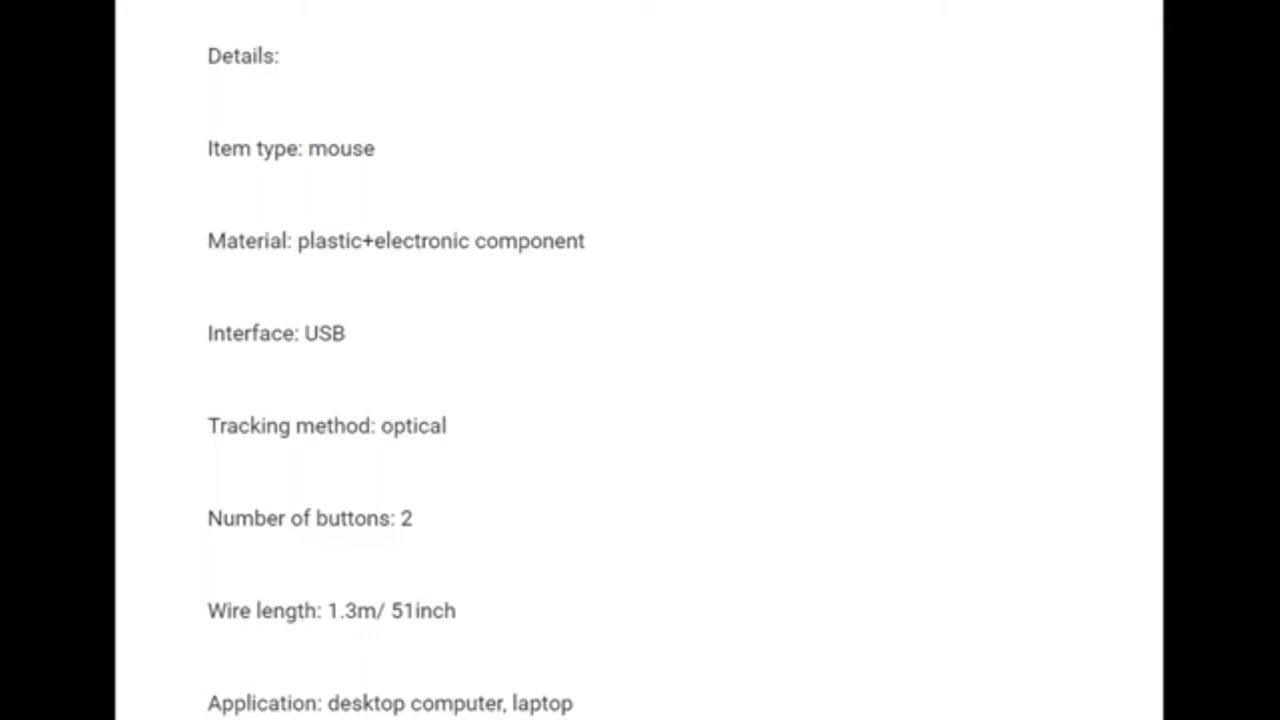 Details:
Item type: mouse
Material: plastic+electronic component
Interface: USB
Tracking method: optical
Number of buttons: 2
Wire length: 1.3m/ 51inch
Application: desktop computer, laptop